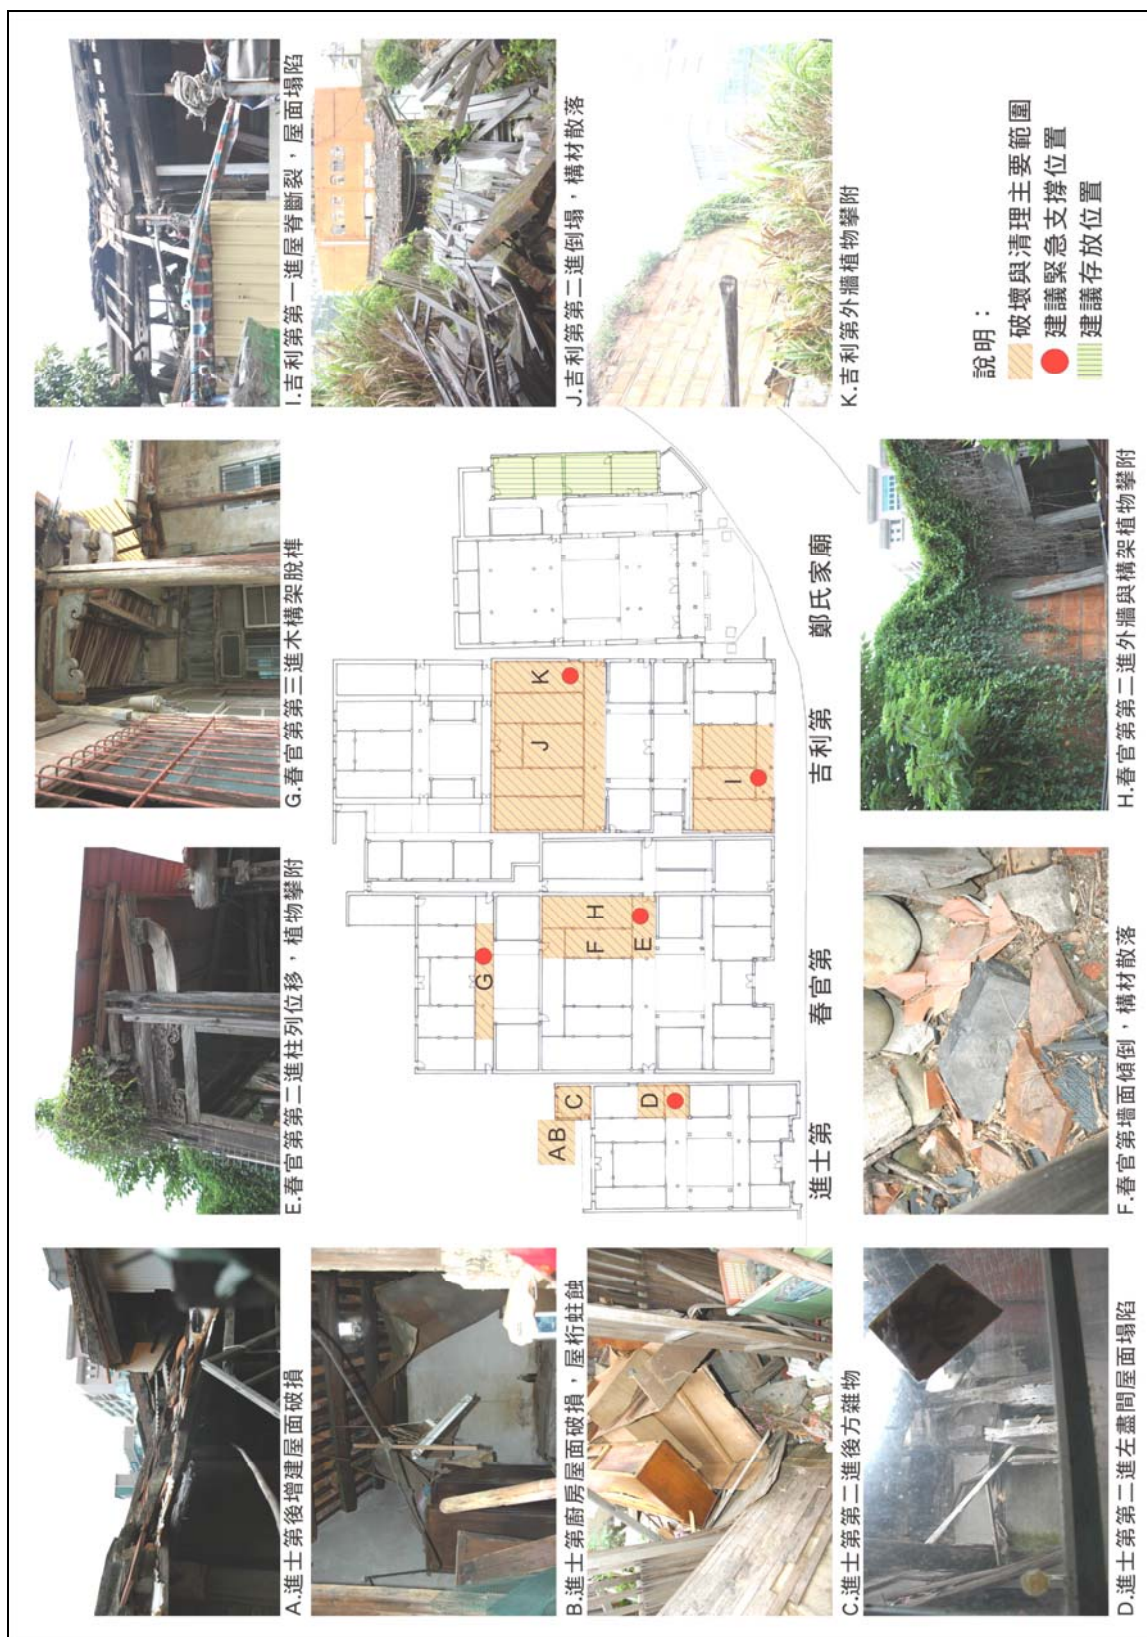 A.進士第後增建屋面破損
B.進士第廚房屋面破損，屋桁蛀蝕
C.進士第第二進後方雜物
D.進士第第二進左盡間屋面塌陷
E.春官第第二進柱列位移，植物攀附
F.春官第墻面傾倒，構材散落
G.春官第第三進木構架脫榫
H.春官第第二進外牆與構架植物攀附
I.吉利第第一進屋脊斷裂，屋面塌陷
J.吉利第第二進倒塌，構材散落
K.吉利第外牆植物攀附
AB
C
D
E
F
G
H
I
J
K
進士第
春官第
吉利第
鄭氏家廟
說明：
破壞與清理主要範圍
建議緊急支撐位置
建議存放位置